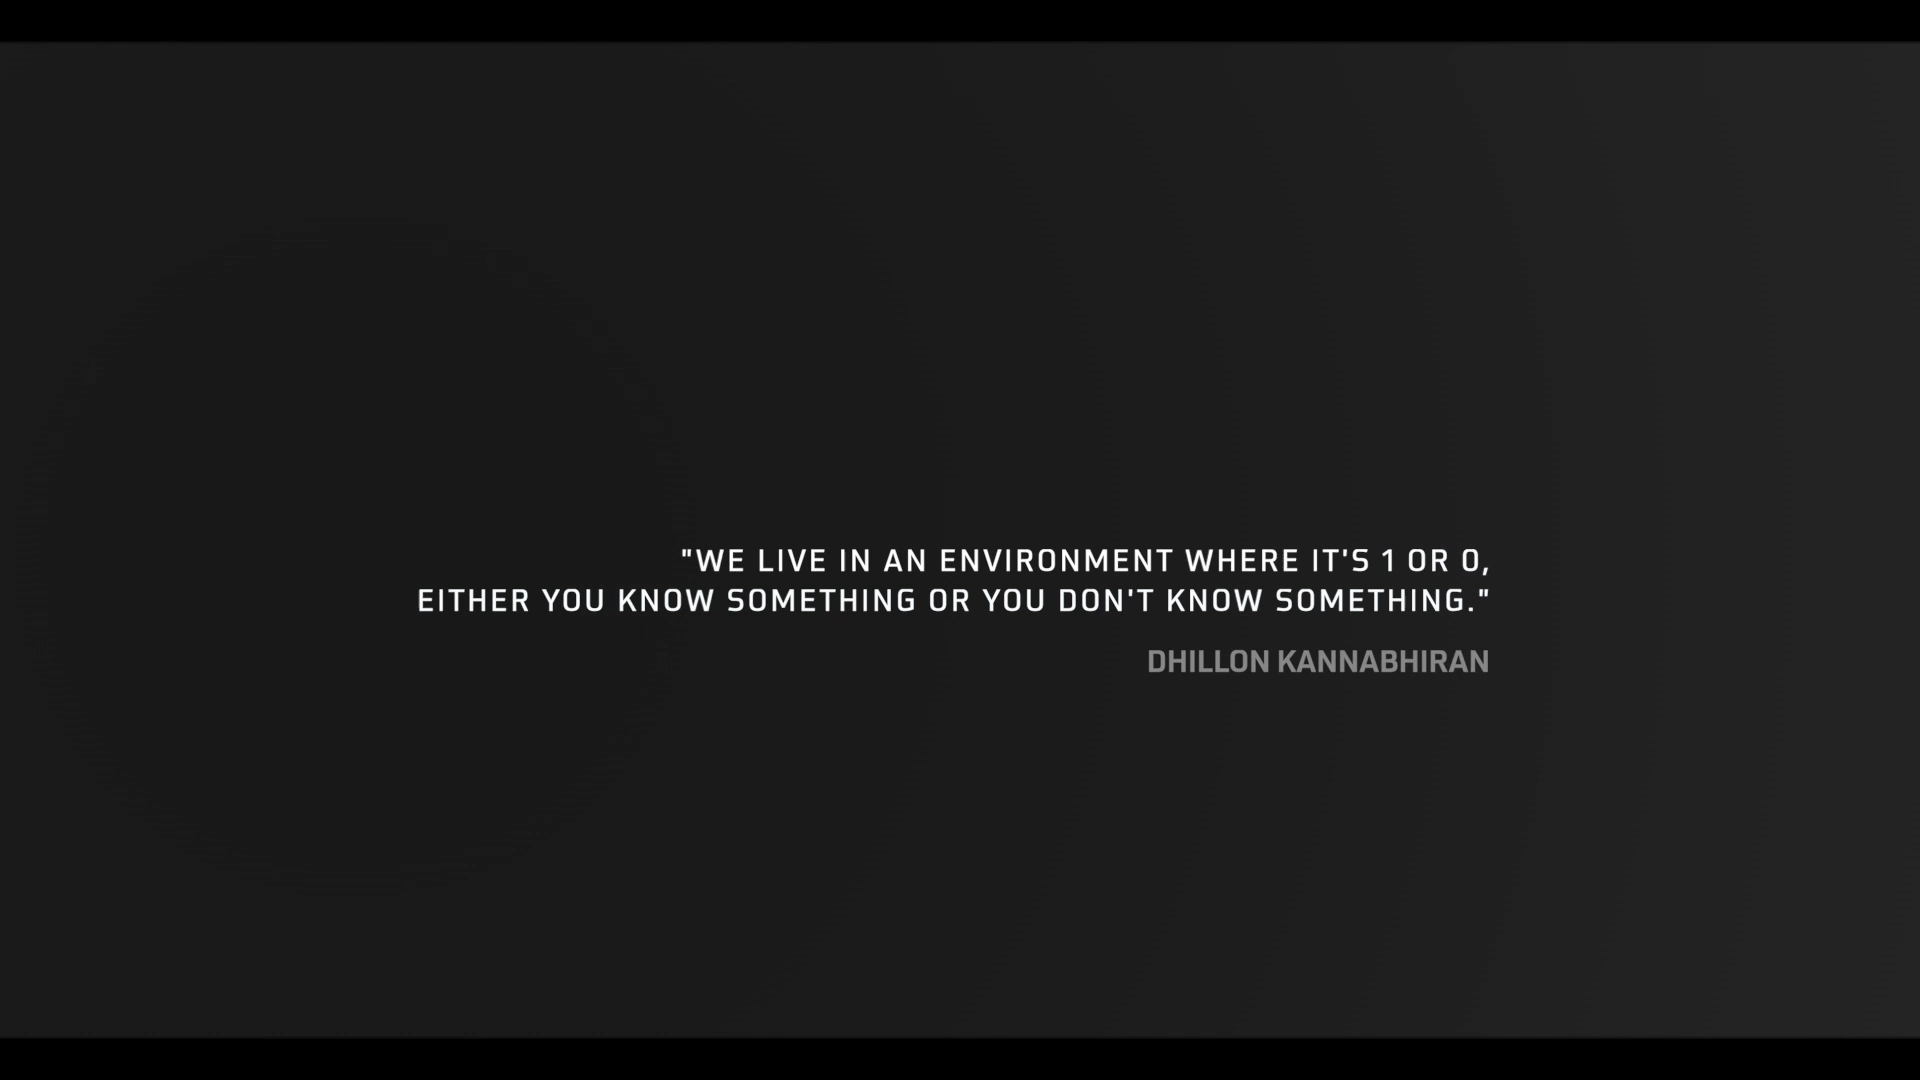 "WE LIVE IN AN ENVIRONMENT WHERE IT'S 1 OR 0,
EITHER YOU KNOW SOMETHING OR YOU DON'T KNOW SOMETHING."
DHILLON KANNABHIRAN